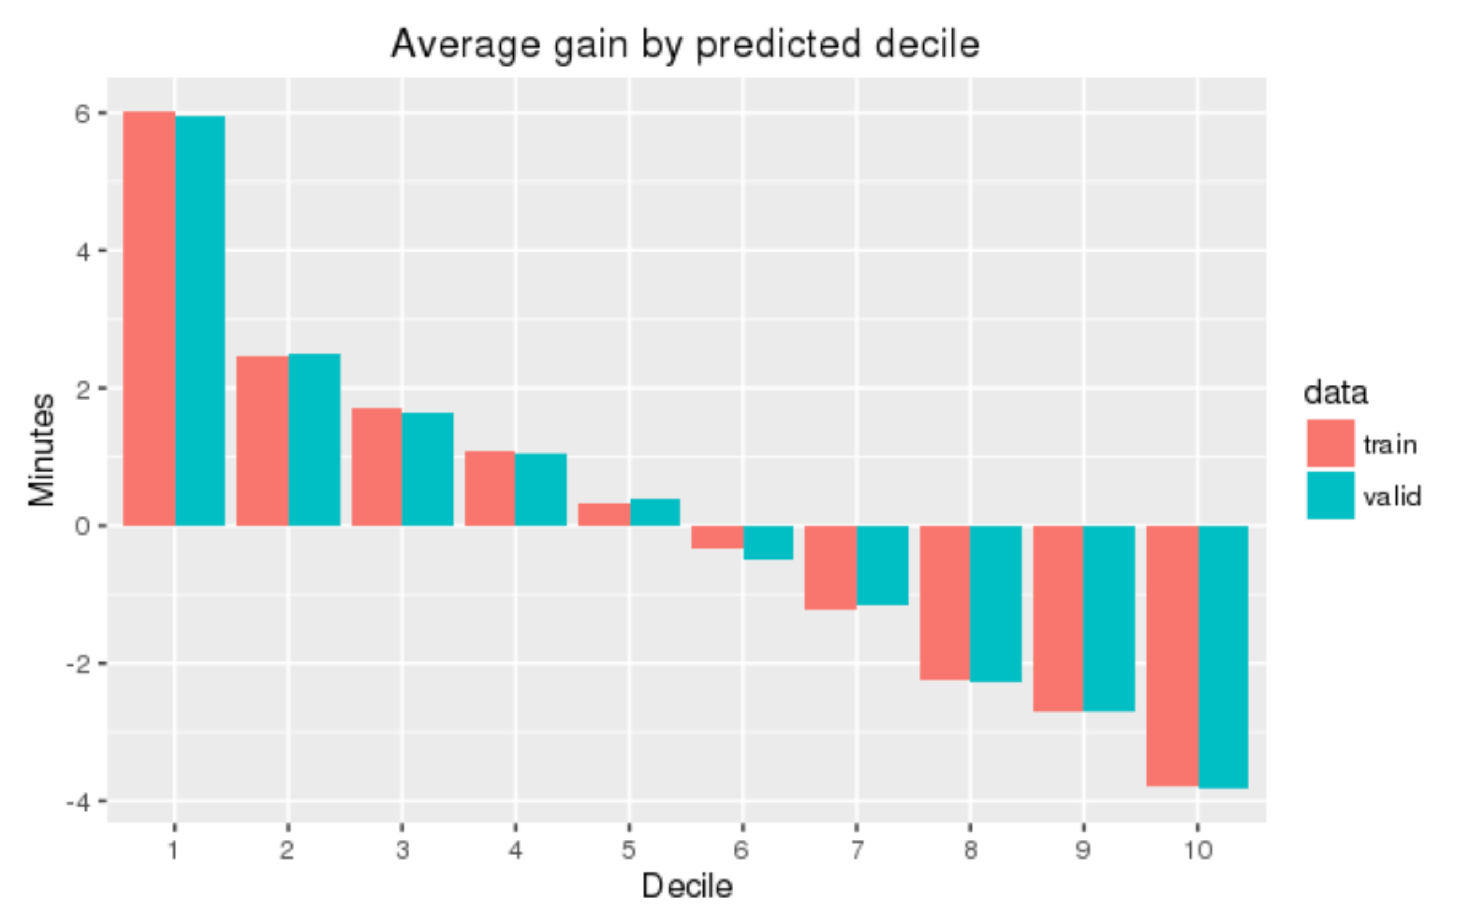 Average gain by predicted decile
Minutes
6
4
2
0
-2
-4
1 2 3 4 5 6 7 8 9 10
Decile
data
train
valid